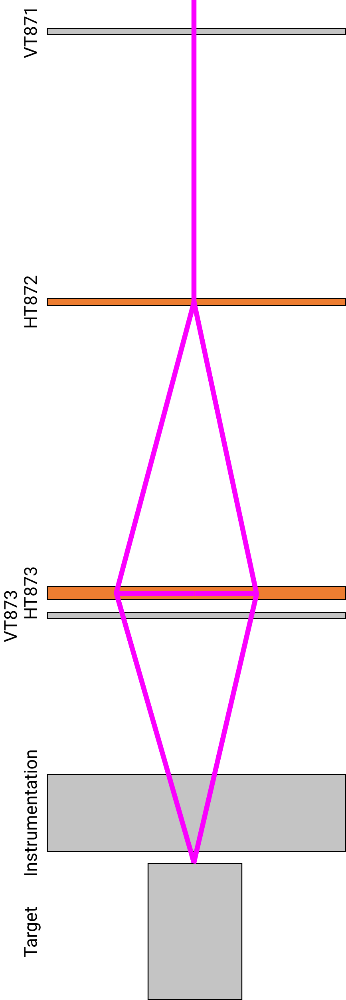 VT871
HT872
HT873
VT873
Instrumentation
Target